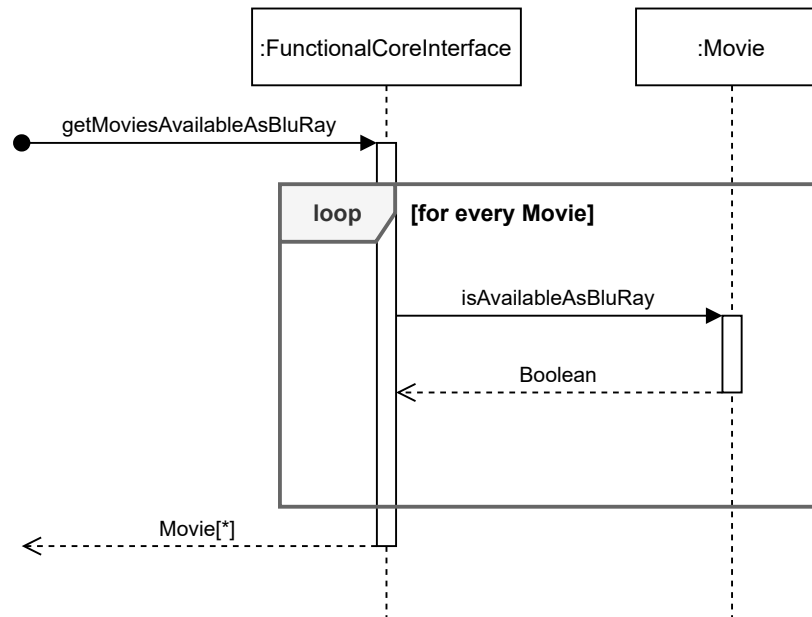 :FunctionalCoreInterface
:Movie
getMoviesAvailableAsBluRay
loop
[for every Movie]
isAvailableAsBluRay
Boolean
Movie[*]